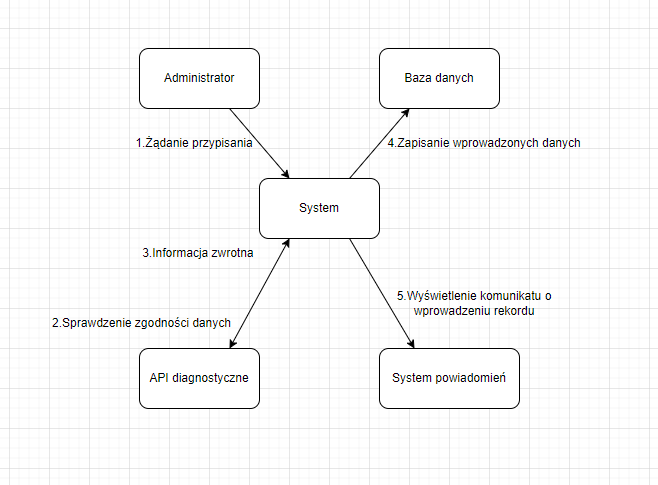 Administrator
Baza danych
1.Żądanie przypisania
4.Zapisanie wprowadzonych danych
System
3.Informacja zwrotna
5.Wyświetlenie komunikatu o
wprowadzeniu rekordu
2.Sprawdzenie zgodności danych
API diagnostyczne
System powiadomień